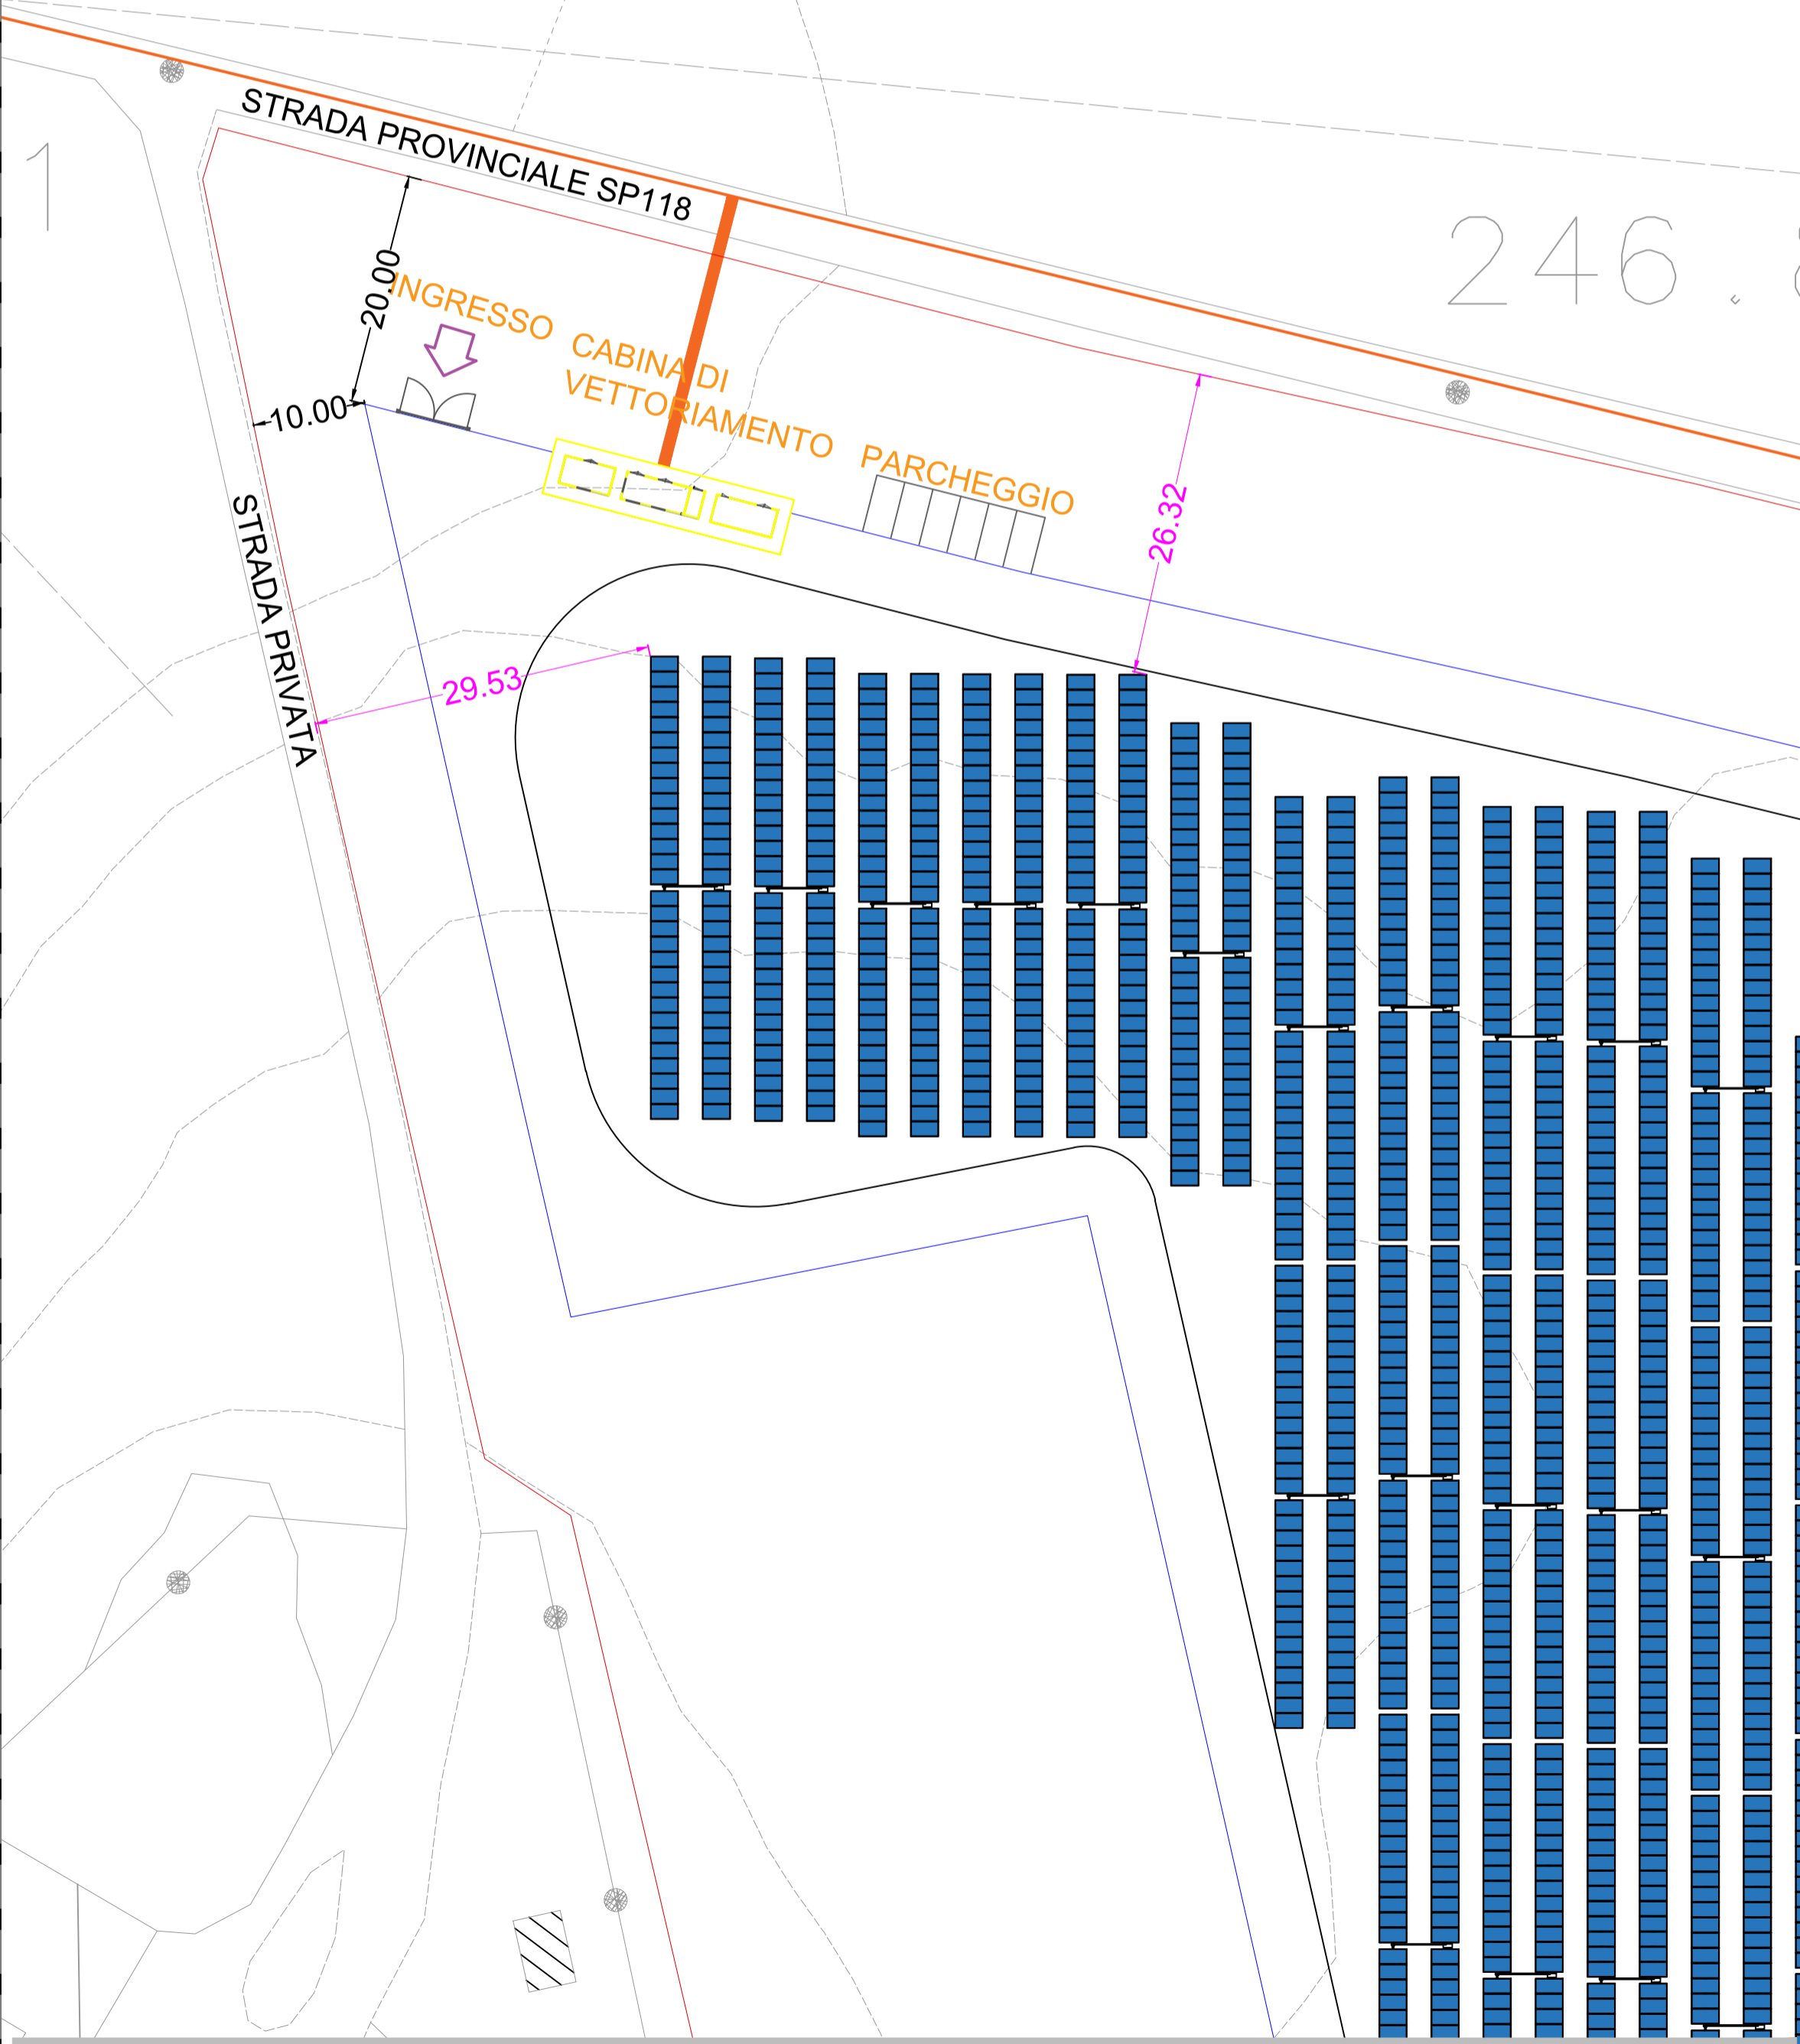 STRADA PROVINCIALE SP118
1
246.
20.00
INGRESSO
CABINA DI
VETTORIAMENTO
PARCHEGGIO
10.00
26.32
STRADA PRIVATA
29.53